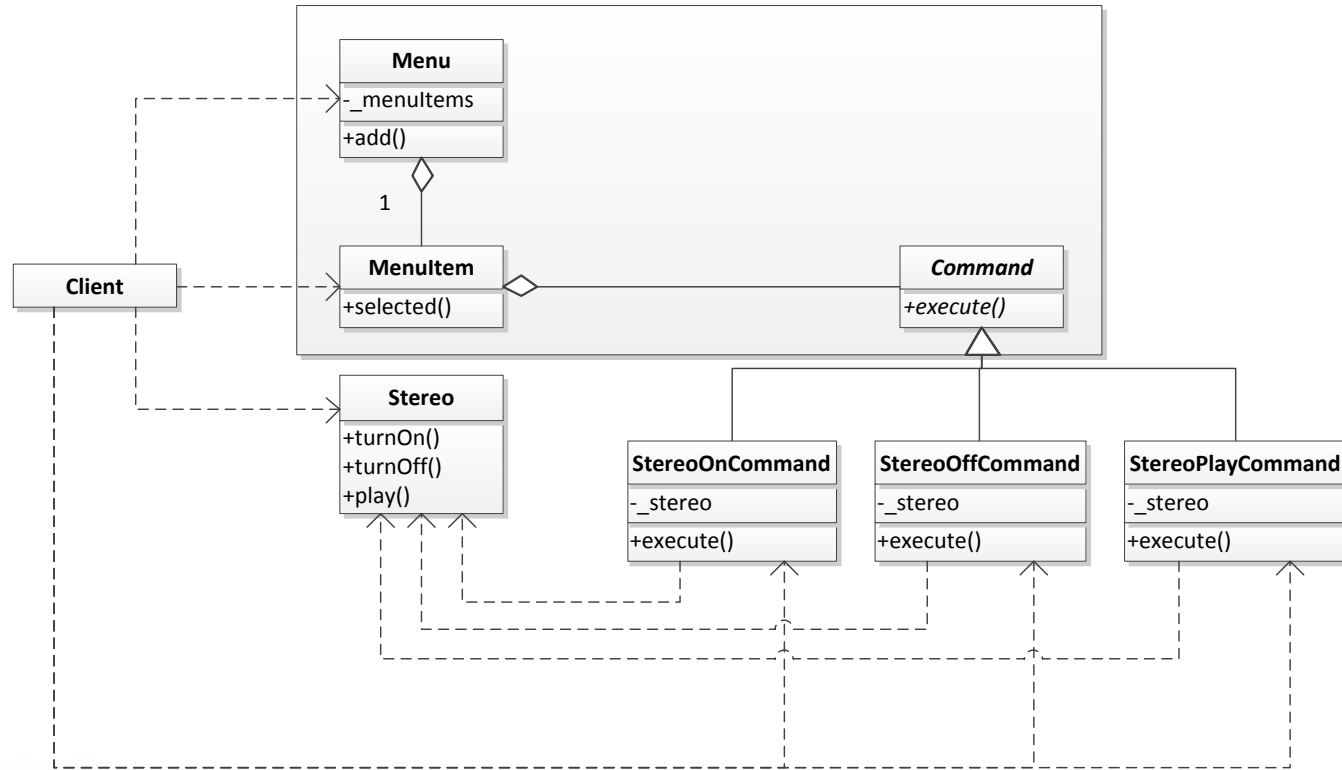 Menu
-_menuItems
+add()
1
MenuItem
+selected()
Command
+execute()
Client
Stereo
+turnOn()
+turnOff()
+play()
StereoOnCommand
-_stereo
+execute()
StereoOffCommand
-_stereo
+execute()
StereoPlayCommand
-_stereo
+execute()